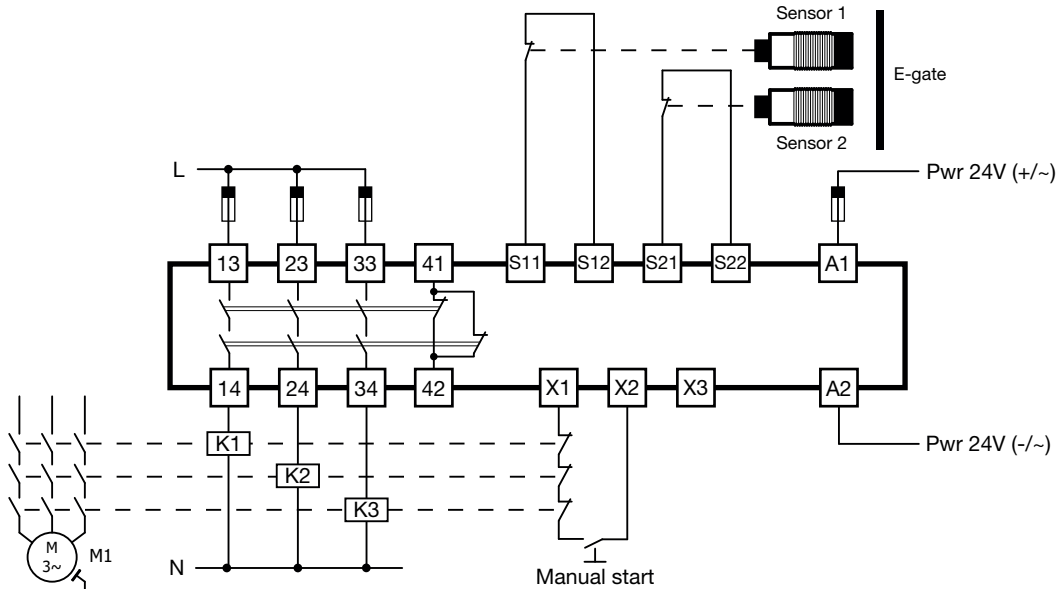 Sensor 1
E-gate
Sensor 2
L
Pwr 24V (+/~)
13 23 33 41 S11 S12 S21 S22 A1
14 24 34 42 X1 X2 X3 A2
K1
Pwr 24V (-/~)
K2
K3
M
3~
M1
N
Manual start